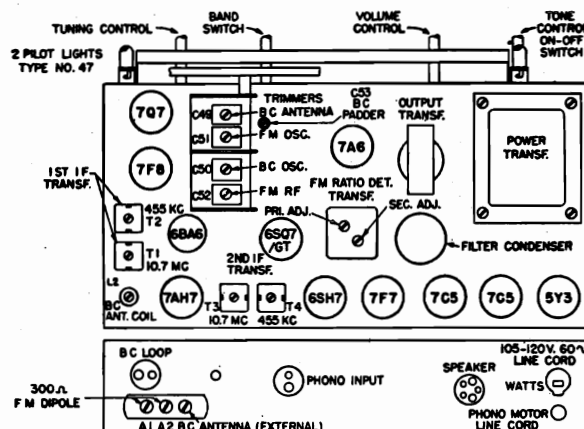 TUNING CONTROL
BAND
SWITCH
VOLUME
CONTROL
TONE
CONTROL
ON-OFF
SWITCH
2 PILOT LIGHTS
TYPE NO. 47
7Q7
C49
TRIMMERS
BC ANTENNA
C51
FM OSC.
C53
BC
PADDER
OUTPUT
TRANSF.
7A6
POWER
TRANSF.
7F8
C50
BC OSC.
C52
FM RF
1ST IF
TRANSF.
FM RATIO DET.
TRANSF.
PRI. ADJ.
SEC. ADJ.
455 KC
T2
6BA6
6SQ7
/GT
T1
10.7 MC
2ND IF
TRANSF.
FILTER CONDENSER
L2
BC
ANT. COIL
7AH7
T3
10.7 MC
T4
455 KC
6SH7
7F7
7C5
7C5
5Y3
BC LOOP
PHONO INPUT
SPEAKER
105-120V. 60~
LINE CORD
WATTS
300Ω
FM DIPOLE
PHONO MOTOR
LINE CORD
A1 A2 BC ANTENNA (EXTERNAL)